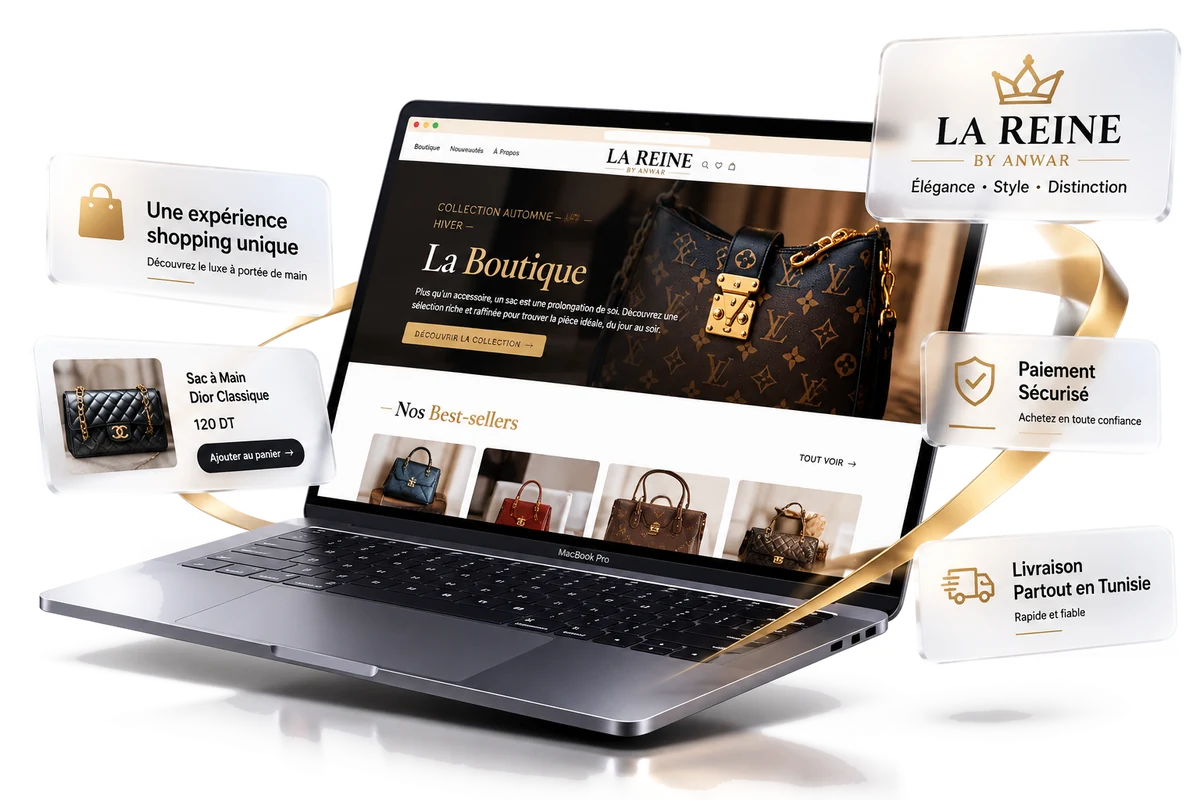 LA REINE
BY ANWAR
Élégance • Style • Distinction
Une expérience
shopping unique
Découvrez le luxe à portée de main
Sac à Main
Dior Classique
120 DT
Ajouter au panier →
Boutique Nouveautés À Propos
LA REINE
BY ANWAR
COLLECTION AUTOMNE –
HIVER —
La Boutique
Plus qu'un accessoire, un sac est une prolongation de soi. Découvrez une
sélection riche et raffinée pour trouver la pièce idéale, du jour au soir.
DÉCOUVRIR LA COLLECTION →
Nos Best-sellers
TOUT VOIR →
MacBook Pro
Paiement
Sécurisé
Achetez en toute confiance
Livraison
Partout en Tunisie
Rapide et fiable